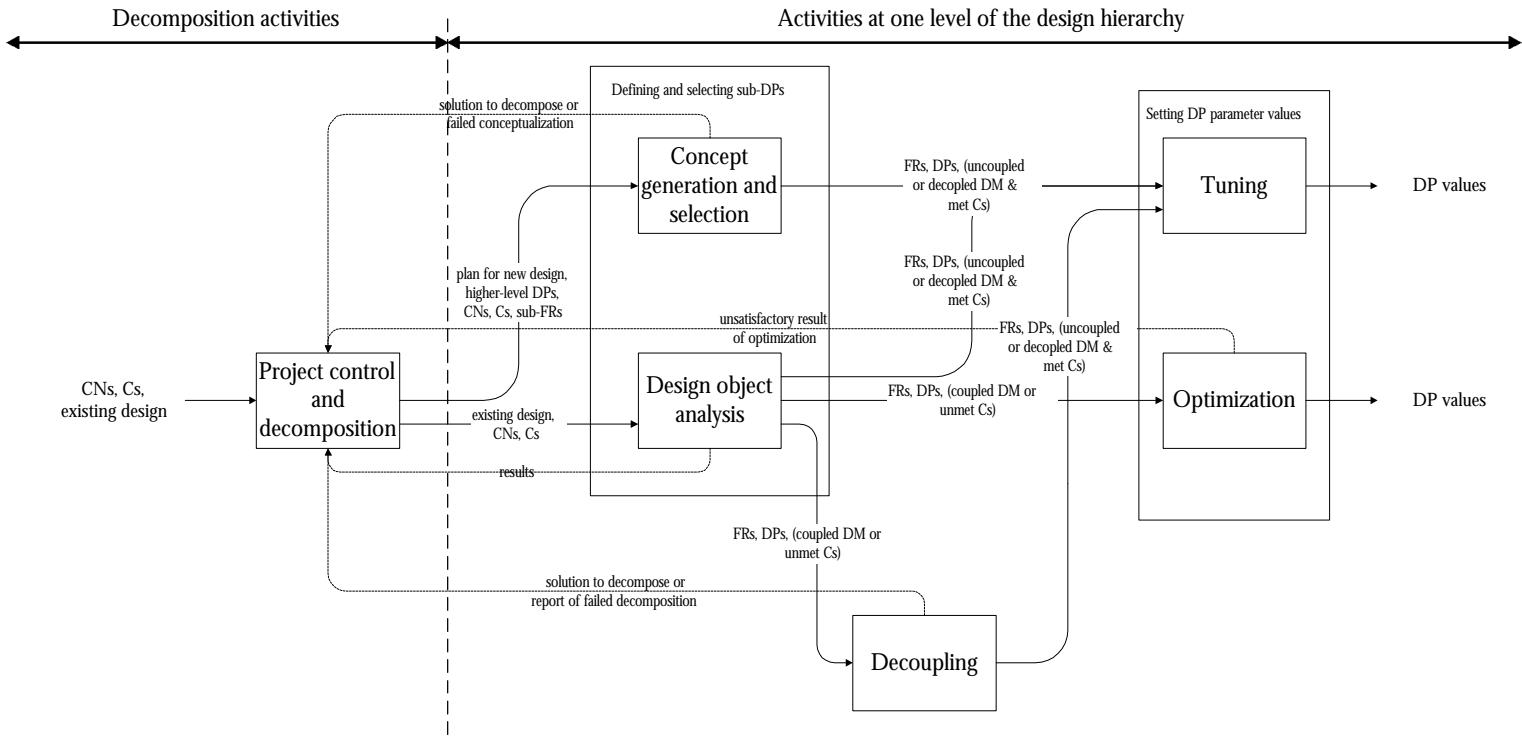 Decomposition activities
Activities at one level of the design hierarchy
Defining and selecting sub-DPs
solution to decompose or
failed conceptualization
Concept
generation and
selection
Setting DP parameter values
FRs, DPs, (uncoupled
or decopled DM &
met Cs)
Tuning
DP values
plan for new design,
higher-level DPs,
CNs, Cs, sub-FRs
FRs, DPs, (uncoupled
or decopled DM &
met Cs)
unsatisfactory result
of optimization
FRs, DPs, (uncoupled
or decopled DM &
met Cs)
CNs, Cs,
existing design
Project control
and
decomposition
existing design,
CNs, Cs
Design object
analysis
FRs, DPs, (coupled DM or
unmet Cs)
Optimization
DP values
results
FRs, DPs, (coupled DM or
unmet Cs)
solution to decompose or
report of failed decomposition
Decoupling